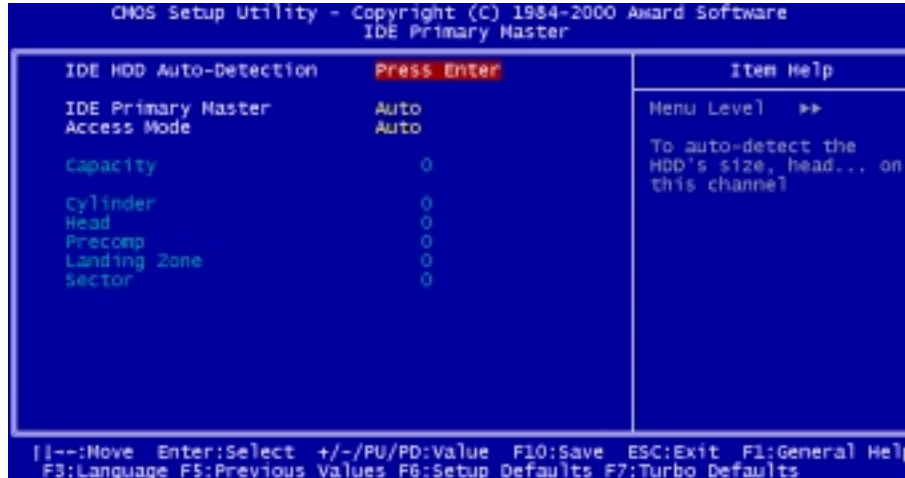 CMOS Setup Utility - Copyright (C) 1984-2000 Award Software
IDE Primary Master
IDE HDD Auto-Detection Press Enter
IDE Primary Master Auto
Access Mode Auto
Capacity 0
Cylinder 0
Head 0
Precomp 0
Landing Zone 0
Sector 0
Item Help
Menu Level ▶▶
To auto-detect the
HDD's size, head... on
this channel
↑↓→←:Move Enter:Select +/-/PU/PD:Value F10:Save ESC:Exit F1:General Help
F3:Language F5:Previous Values F6:Setup Defaults F7:Turbo Defaults